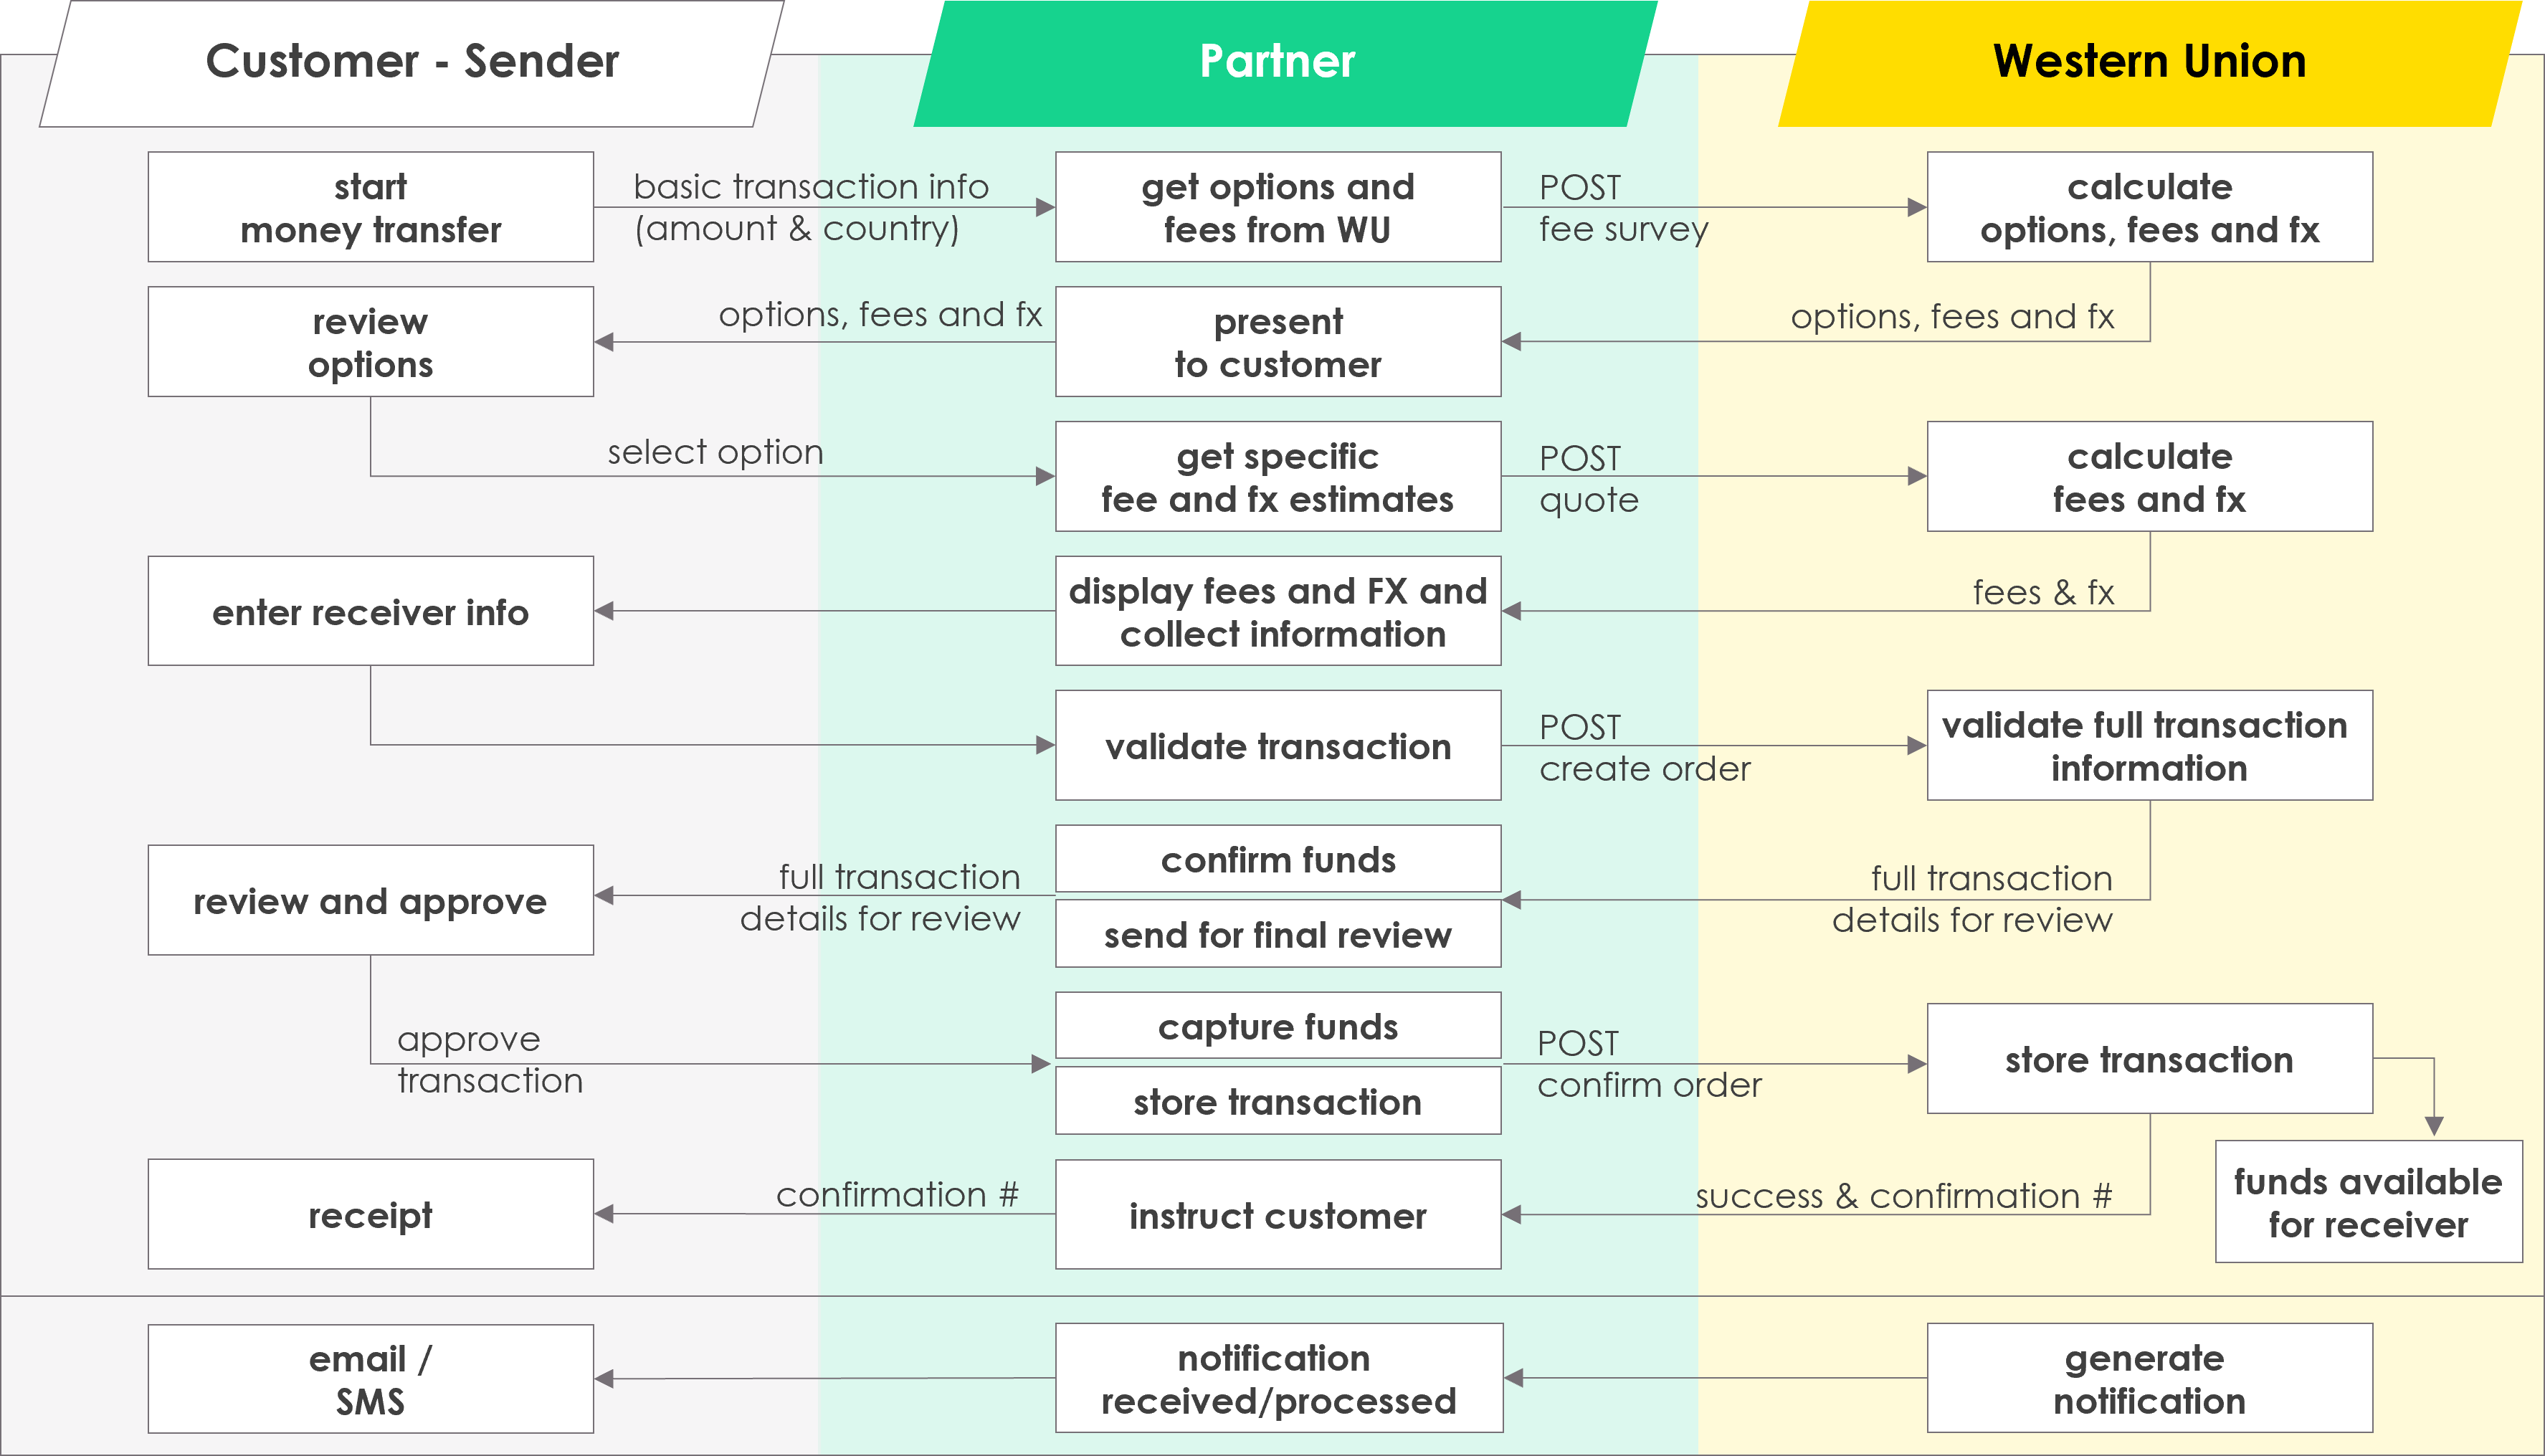 Customer - Sender
Partner
Western Union
start
money transfer
basic transaction info
(amount & country)
get options and
fees from WU
POST
fee survey
calculate
options, fees and fx
review
options
options, fees and fx
present
to customer
options, fees and fx
select option
get specific
fee and fx estimates
POST
quote
calculate
fees and fx
enter receiver info
display fees and FX and
collect information
fees & fx
validate transaction
POST
create order
validate full transaction
information
review and approve
full transaction
details for review
confirm funds
send for final review
full transaction
details for review
approve
transaction
capture funds
store transaction
POST
confirm order
store transaction
receipt
confirmation #
instruct customer
success & confirmation #
funds available
for receiver
email /
SMS
notification
received/processed
generate
notification